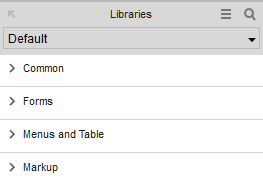 Libraries
Default
Common
Forms
Menus and Table
Markup